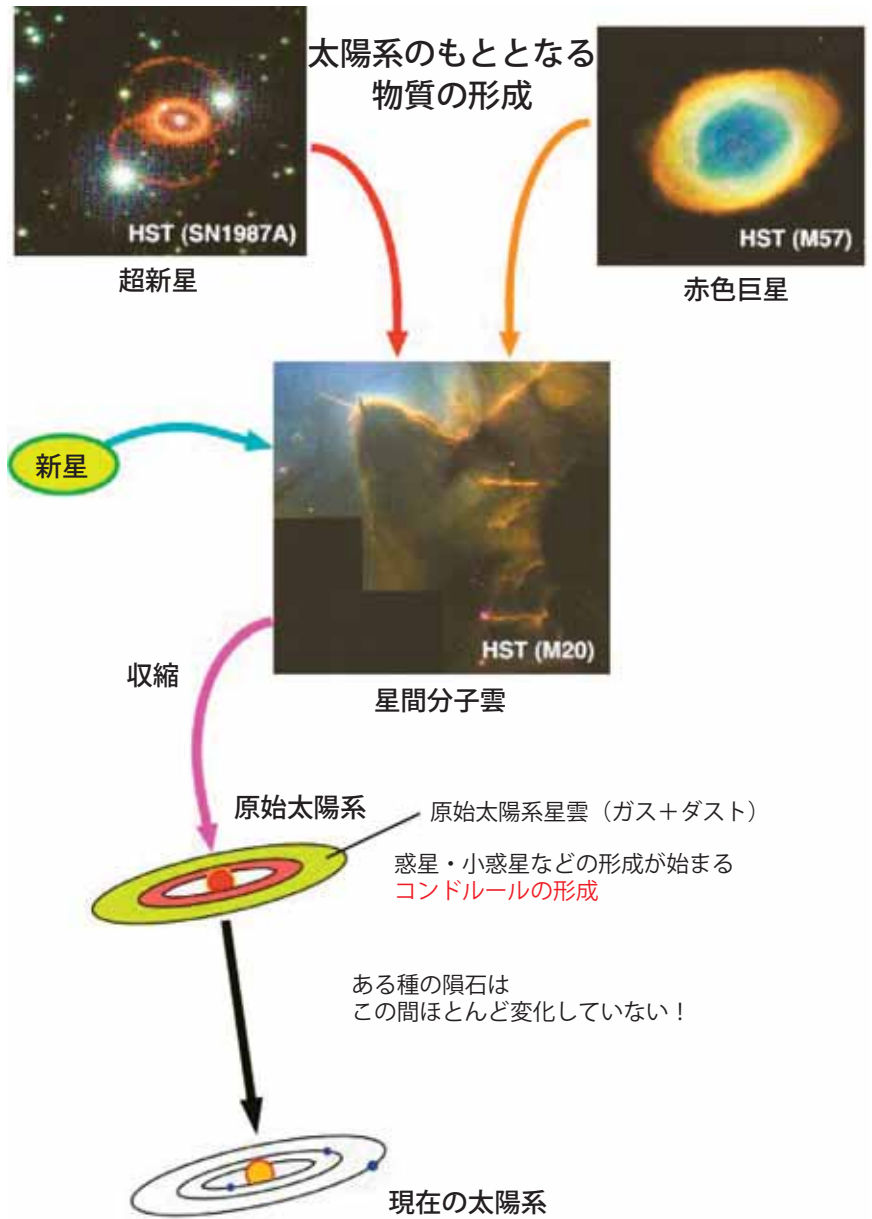 太陽系のもととなる
物質の形成
HST (SN1987A)
HST (M57)
超新星
赤色巨星
新星
HST (M20)
収縮
星間分子雲
原始太陽系
原始太陽系星雲（ガス＋ダスト）
惑星・小惑星などの形成が始まる
コンドルールの形成
ある種の隕石は
この間ほとんど変化していない！
現在の太陽系